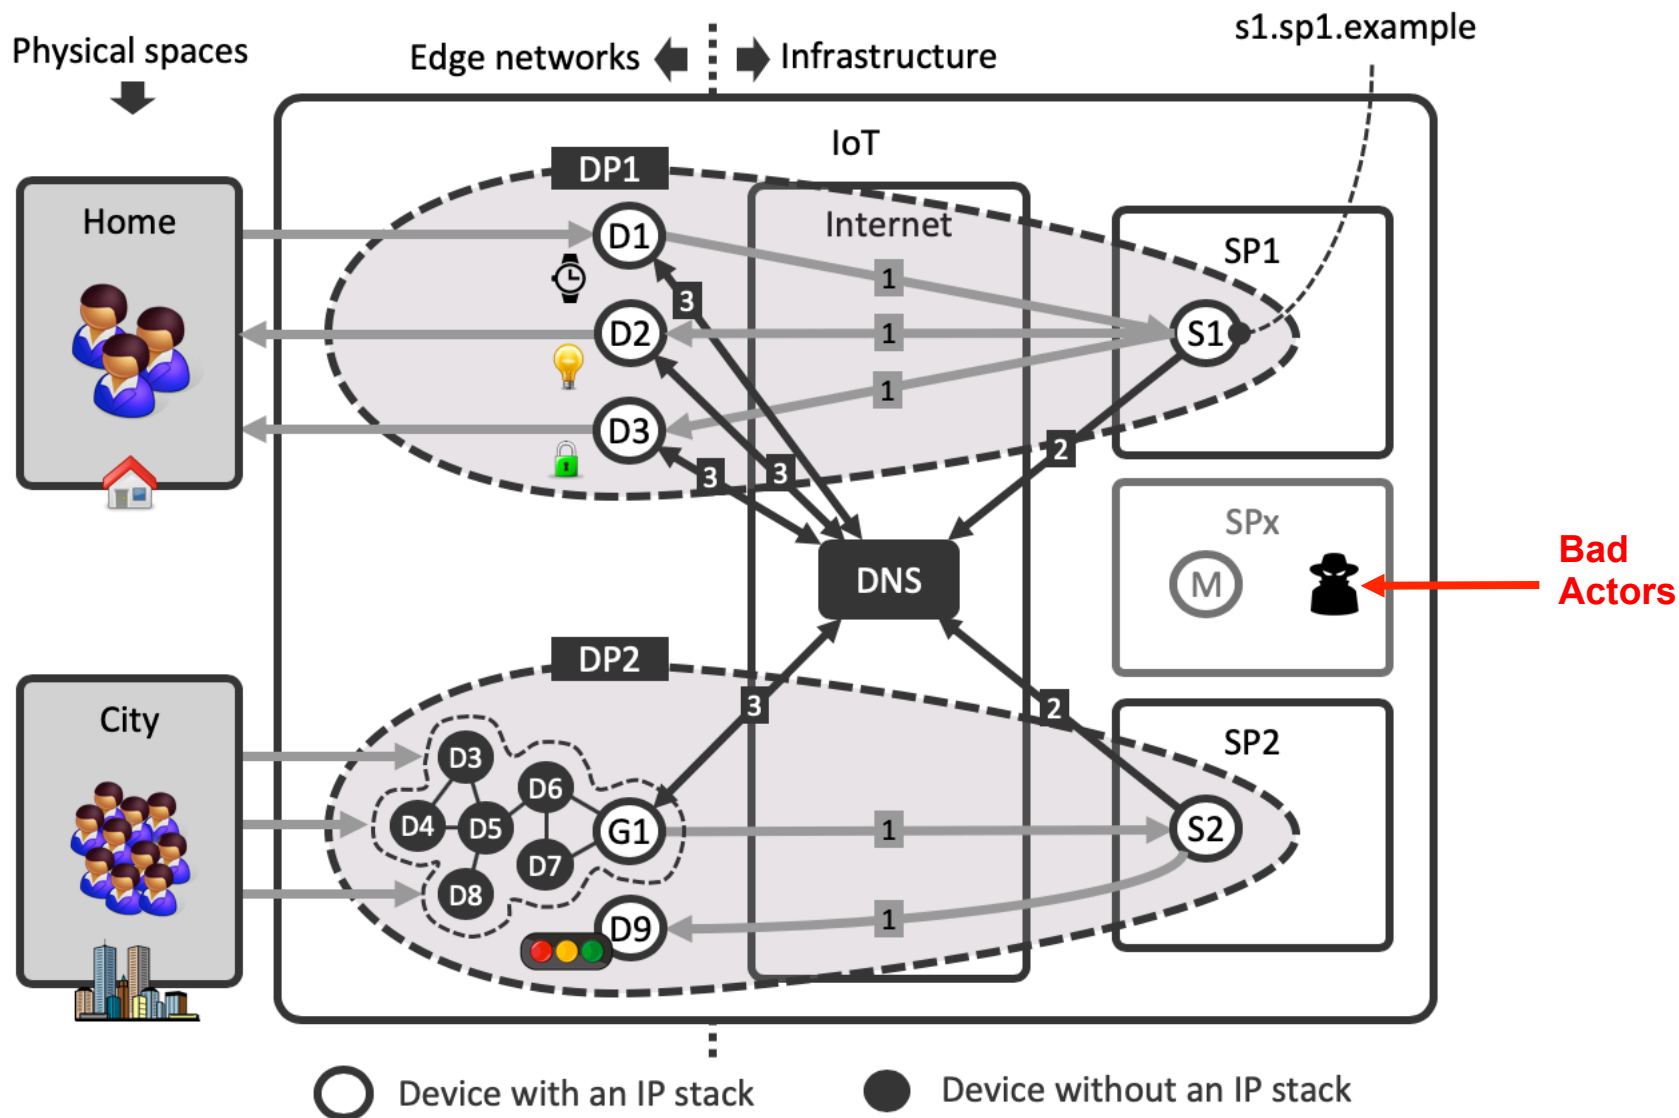 Physical spaces
Edge networks
Infrastructure
s1.sp1.example
IoT
DP1
Home
D1
Internet
SP1
1
3
D2
1
S1
1
D3
2
3
3
SPx
DNS
M
Bad
Actors
DP2
City
3
2
SP2
D3
D6
D4
D5
G1
1
S2
D7
D8
D9
1
Device with an IP stack
Device without an IP stack